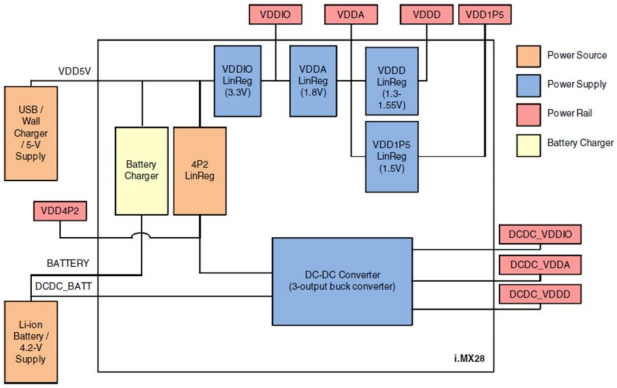 VDDIO
VDDA
VDDD
VDD1P5
VDD5V
VDDIO
LinReg
(3.3V)
VDDA
LinReg
(1.8V)
VDDD
LinReg
(1.3-
1.55V)
Power Source
Power Supply
Power Rail
Battery Charger
USB /
Wall
Charger
/ 5-V
Supply
Battery
Charger
4P2
LinReg
VDD1P5
LinReg
(1.5V)
VDD4P2
BATTERY
DCDC_BATT
DC-DC Converter
(3-output buck converter)
DCDC_VDDIO
DCDC_VDDA
DCDC_VDDD
Li-ion
Battery /
4.2-V
Supply
i.MX28